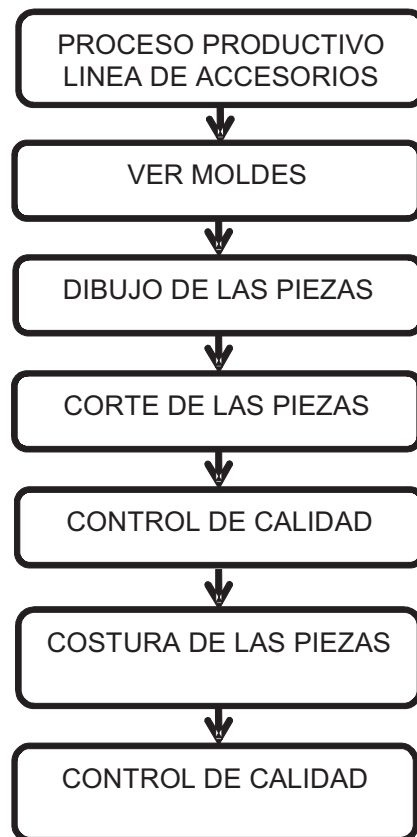 PROCESO PRODUCTIVO
LINEA DE ACCESORIOS
VER MOLDES
DIBUJO DE LAS PIEZAS
CORTE DE LAS PIEZAS
CONTROL DE CALIDAD
COSTURA DE LAS PIEZAS
CONTROL DE CALIDAD